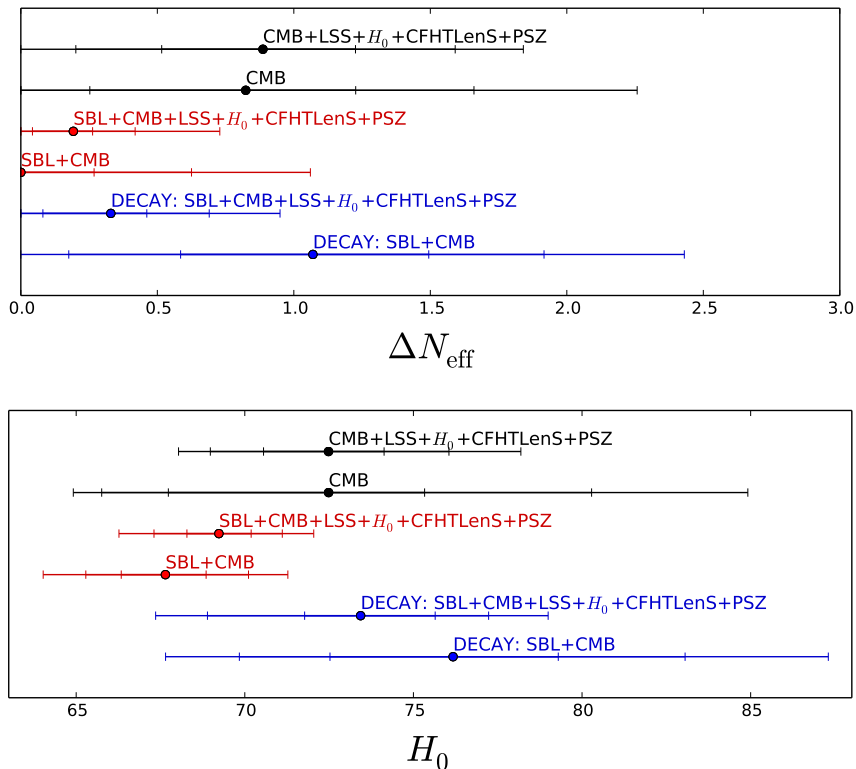 CMB+LSS+H₀+CFHTLenS+PSZ
CMB
SBL+CMB+LSS+H₀+CFHTLenS+PSZ
SBL+CMB
DECAY: SBL+CMB+LSS+H₀+CFHTLenS+PSZ
DECAY: SBL+CMB
0.0 0.5 1.0 1.5 2.0 2.5 3.0
ΔN_eff
CMB+LSS+H₀+CFHTLenS+PSZ
CMB
SBL+CMB+LSS+H₀+CFHTLenS+PSZ
SBL+CMB
DECAY: SBL+CMB+LSS+H₀+CFHTLenS+PSZ
DECAY: SBL+CMB
65 70 75 80 85
H₀